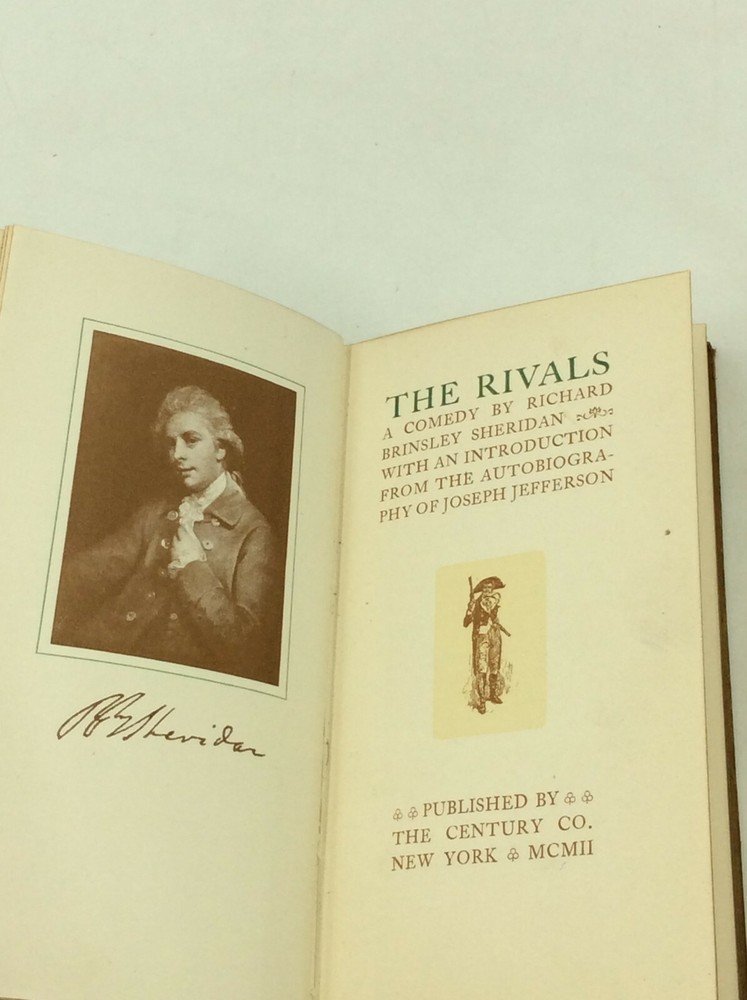 RBSheridan
THE RIVALS
A COMEDY BY RICHARD
BRINSLEY SHERIDAN
WITH AN INTRODUCTION
FROM THE AUTOBIOGRA-
PHY OF JOSEPH JEFFERSON
PUBLISHED BY
THE CENTURY CO.
NEW YORK MCMII